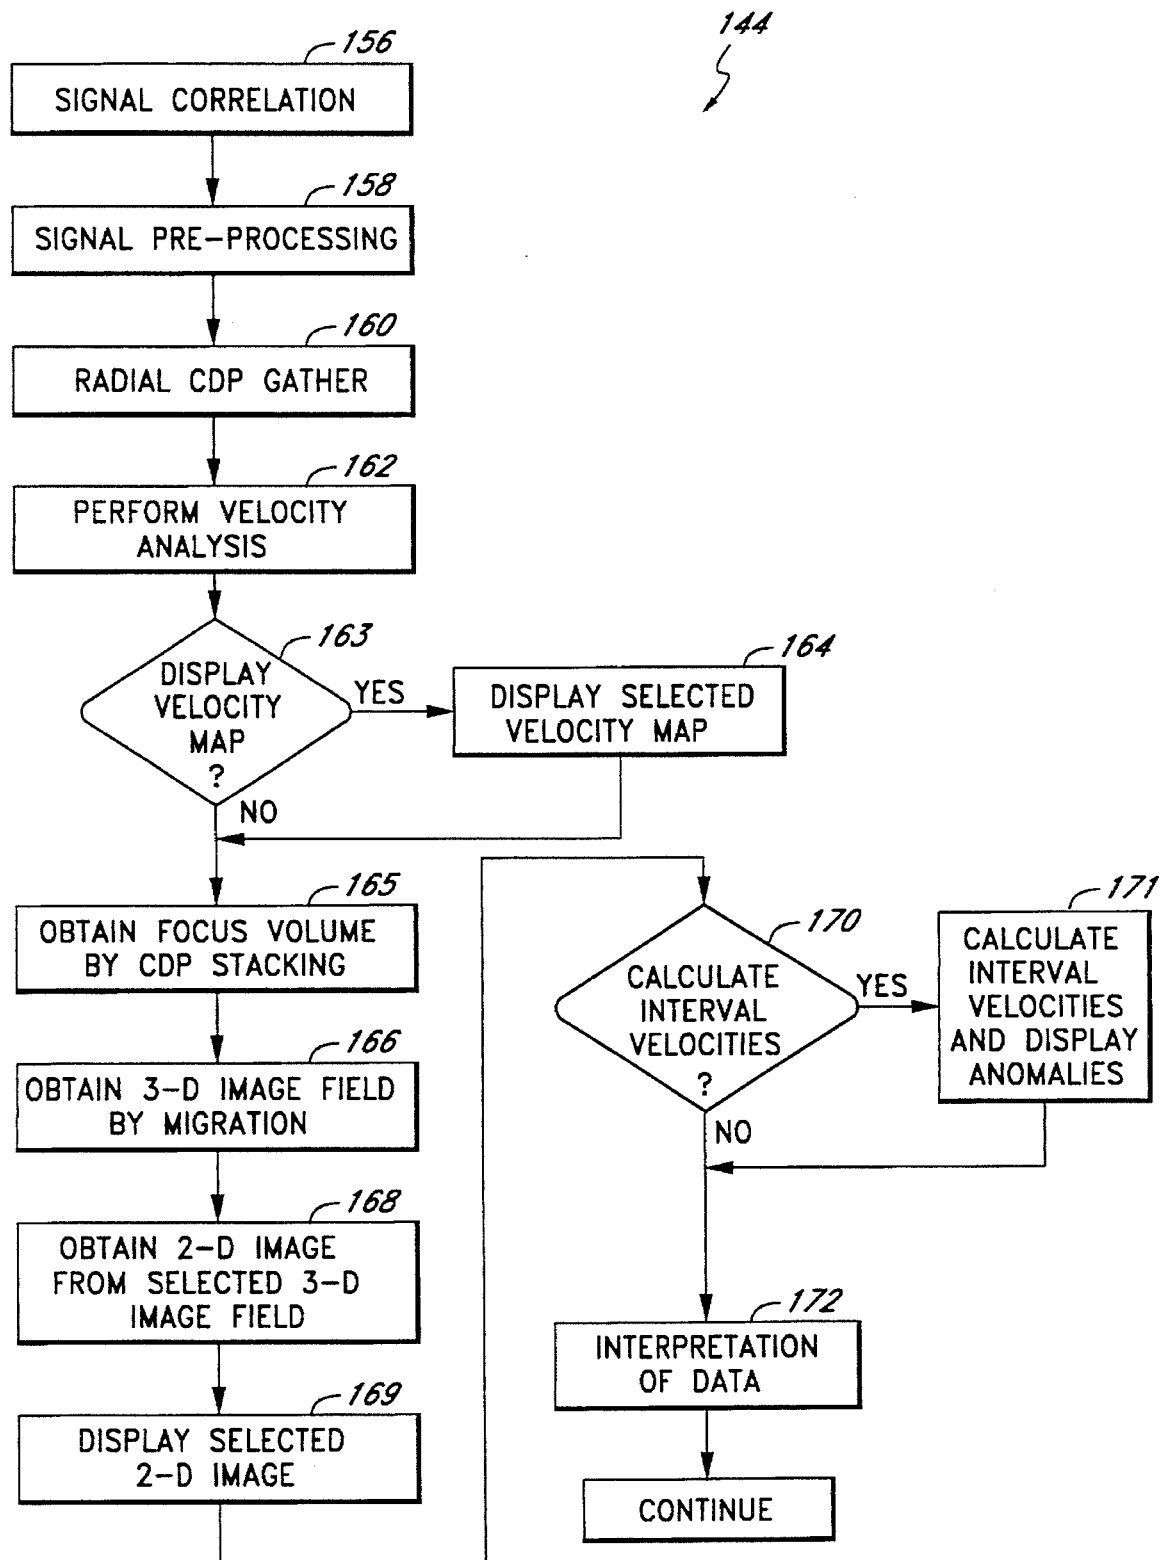 144
156
SIGNAL CORRELATION
158
SIGNAL PRE-PROCESSING
160
RADIAL CDP GATHER
162
PERFORM VELOCITY
ANALYSIS
163
DISPLAY
VELOCITY
MAP
?
YES
NO
164
DISPLAY SELECTED
VELOCITY MAP
165
OBTAIN FOCUS VOLUME
BY CDP STACKING
166
OBTAIN 3-D IMAGE FIELD
BY MIGRATION
168
OBTAIN 2-D IMAGE
FROM SELECTED 3-D
IMAGE FIELD
169
DISPLAY SELECTED
2-D IMAGE
170
CALCULATE
INTERVAL
VELOCITIES
?
YES
NO
171
CALCULATE
INTERVAL
VELOCITIES
AND DISPLAY
ANOMALIES
172
INTERPRETATION
OF DATA
CONTINUE